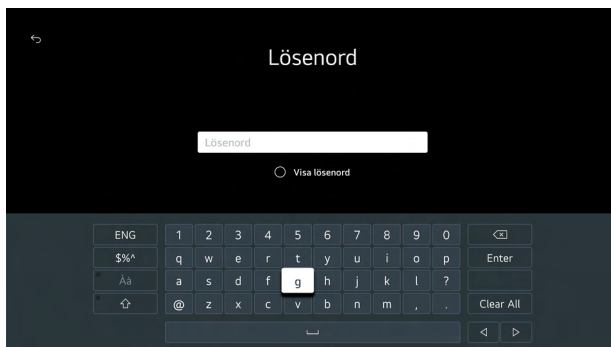 Lösenord
Lösenord
Visa lösenord
ENG 1 2 3 4 5 6 7 8 9 0
$%^ q w e r t y u i o p Enter
Àà a s d f g h j k l ?
@ z x c v b n m , . Clear All